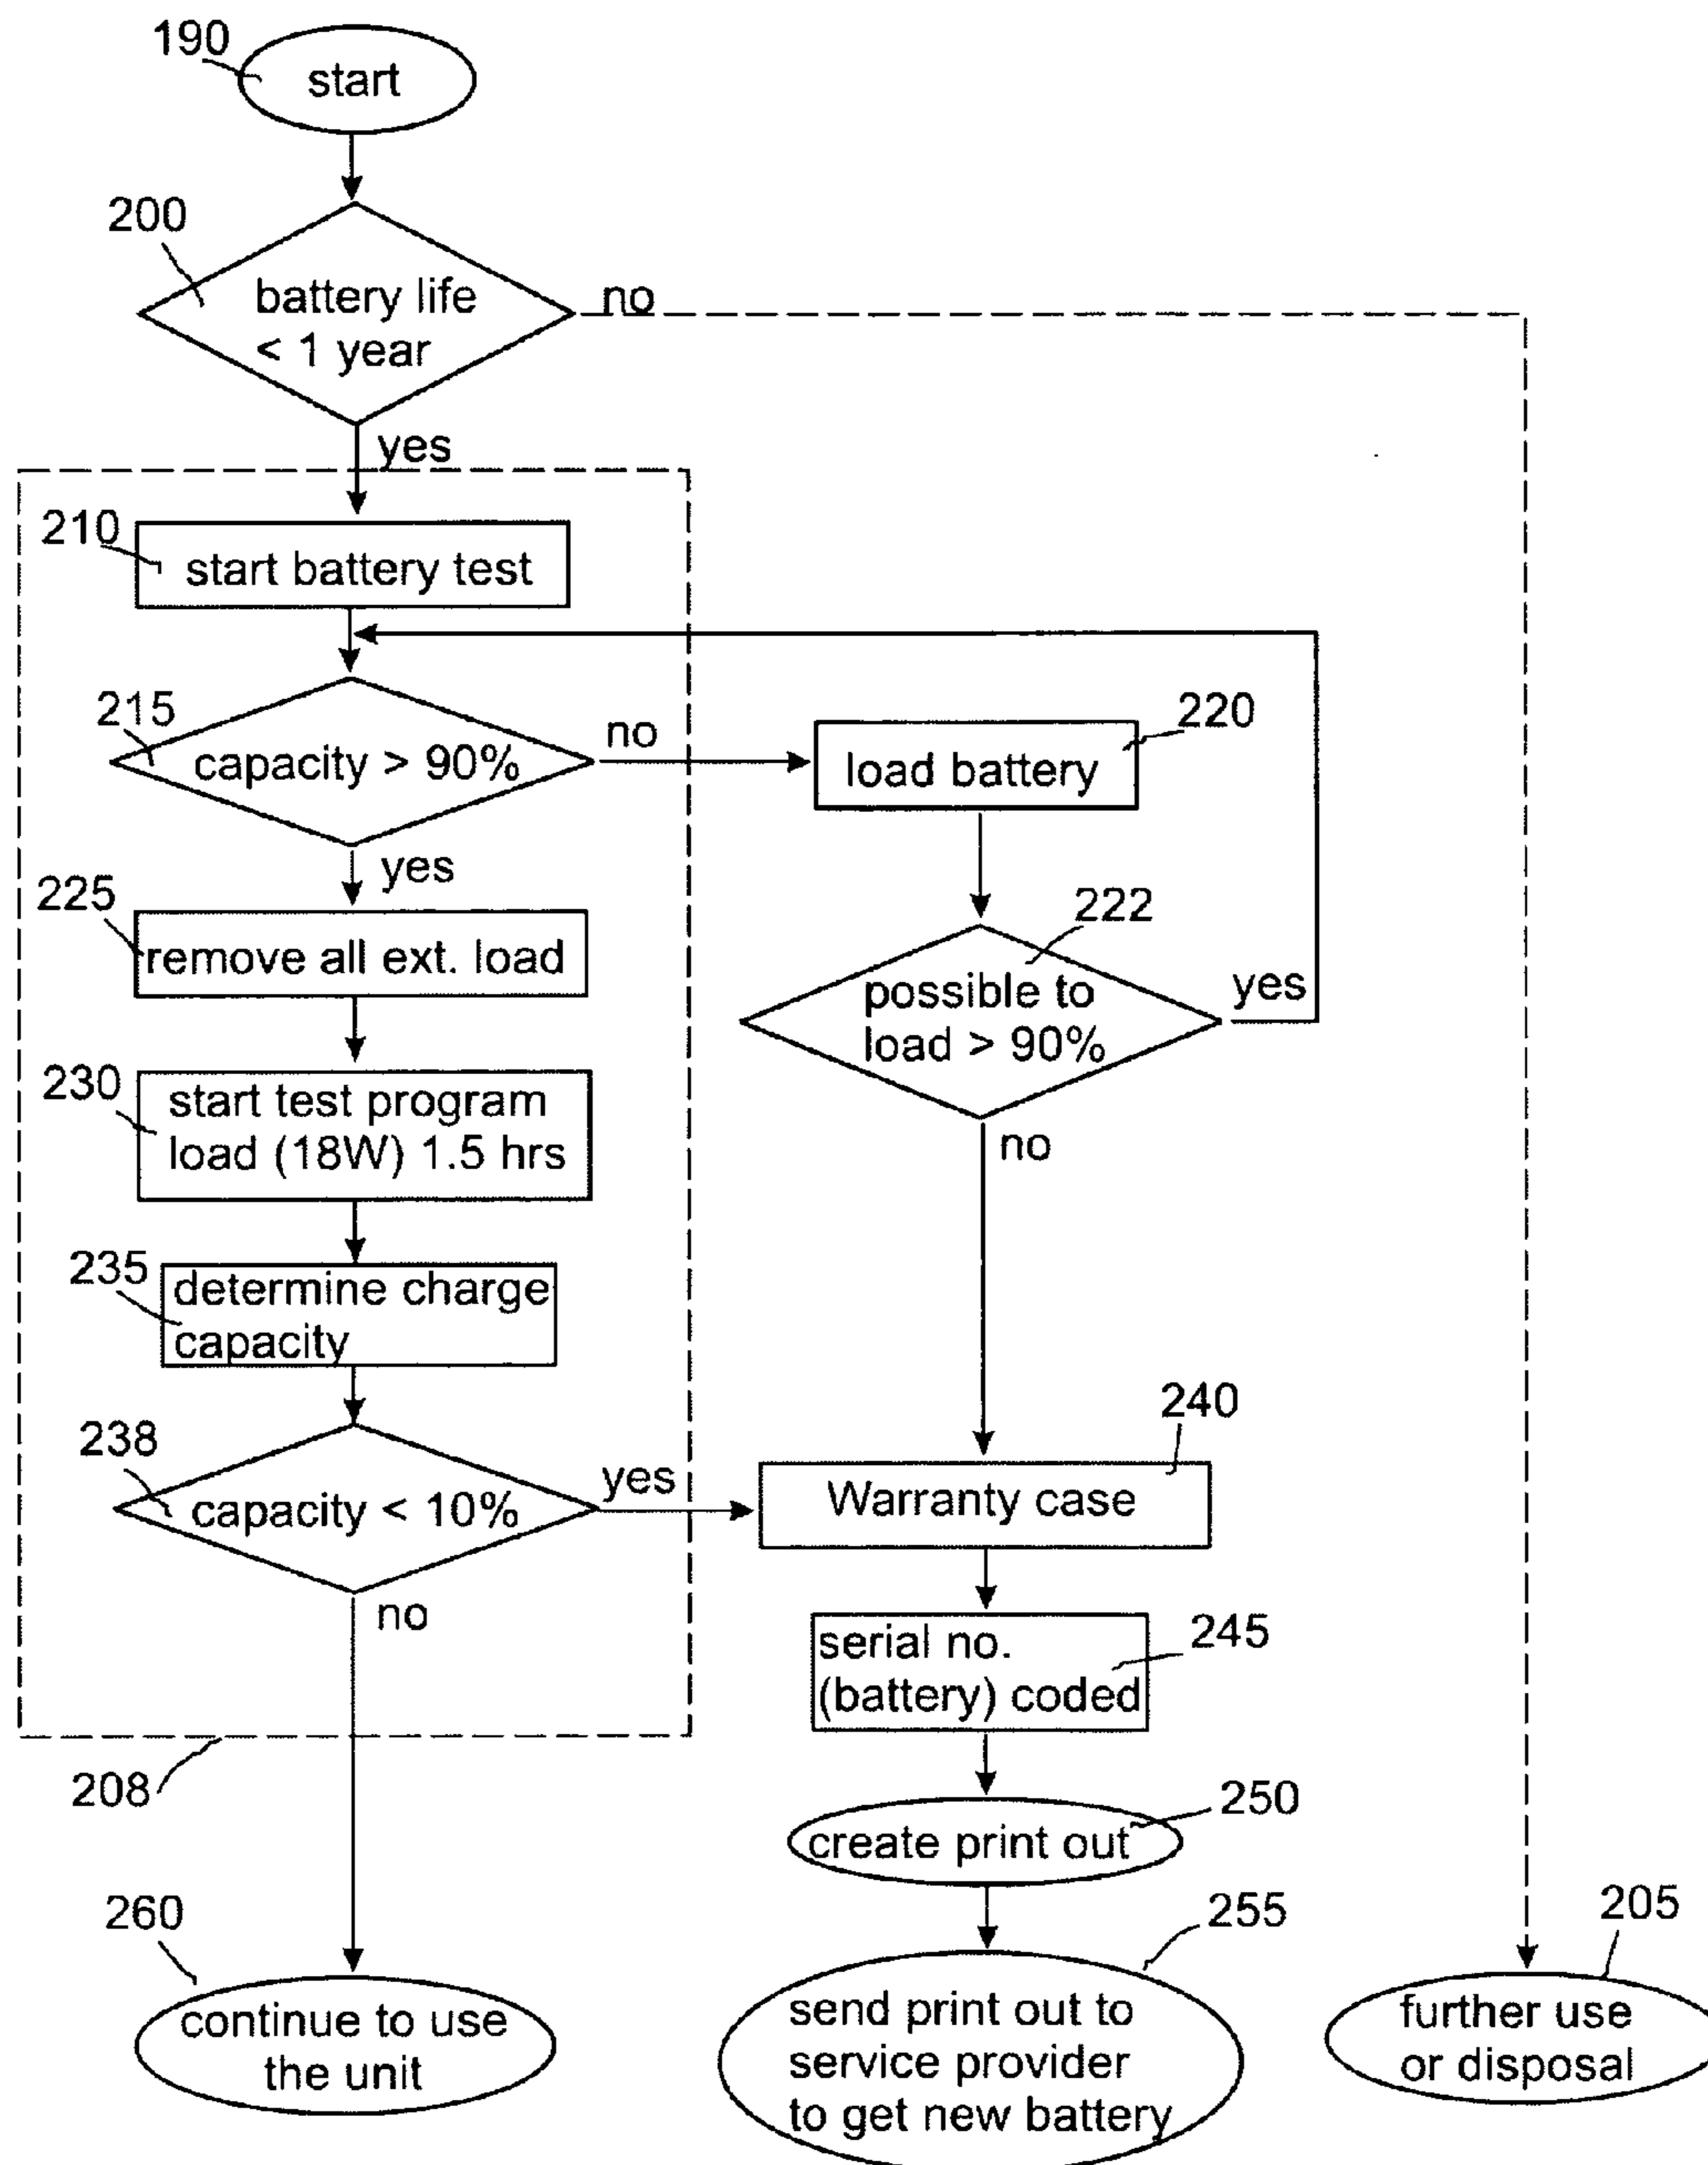 190
start
200
battery life
< 1 year
no
yes
210
start battery test
215
capacity > 90%
no
220
load battery
yes
222
possible to
load > 90%
yes
no
225
remove all ext. load
230
start test program
load (18W) 1.5 hrs
235
determine charge
capacity
238
capacity < 10%
yes
no
240
Warranty case
245
serial no.
(battery) coded
208
250
create print out
260
continue to use
the unit
255
send print out to
service provider
to get new battery
205
further use
or disposal